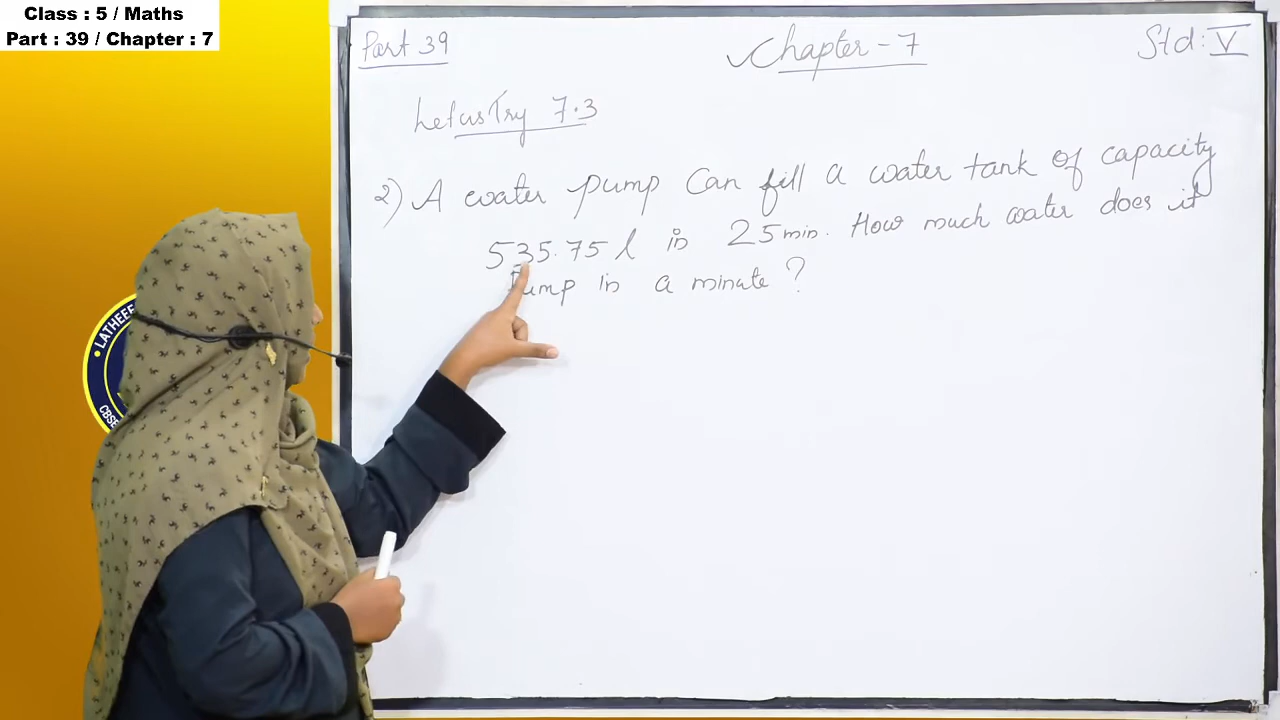 Class : 5 / Maths
Part : 39 / Chapter : 7
Part 39
Chapter - 7
Std : V
Let us Try 7.3
2) A water pump can fill a water tank of capacity
535.75 l in 25 min. How much water does it
Pump in a minute ?
LATHEEF
CBSE